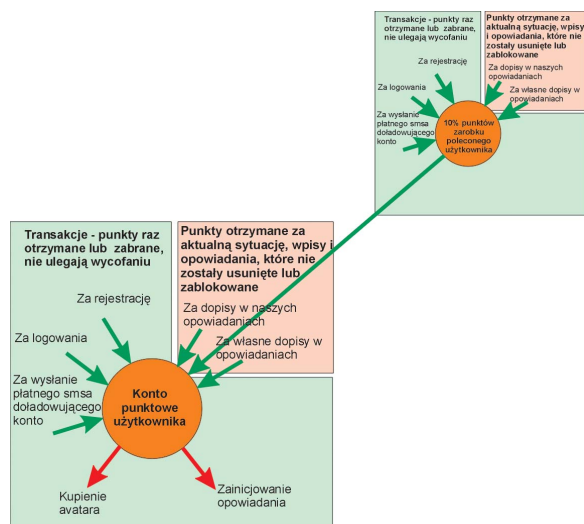 Transakcje - punkty raz
otrzymane lub zabrane,
nie ulegają wycofaniu
Za rejestrację
Za logowania
Za wysłanie
płatnego smsa
doładowującego
konto
Punkty otrzymane za
aktualną sytuację, wpisy
i opowiadania, które nie
zostały usunięte lub
zablokowane
Za dopisy w naszych
opowiadaniach
Za własne dopisy w
opowiadaniach
10% punktów
zarobku
poleconego
użytkownika
Transakcje - punkty raz
otrzymane lub zabrane,
nie ulegają wycofaniu
Za rejestrację
Za logowania
Za wysłanie
płatnego smsa
doładowującego
konto
Punkty otrzymane za
aktualną sytuację, wpisy i
opowiadania, które nie
zostały usunięte lub
zablokowane
Za dopisy w naszych
opowiadaniach
Za własne dopisy w
opowiadaniach
Konto
punktowe
użytkownika
Kupienie
avatara
Zainicjowanie
opowiadania